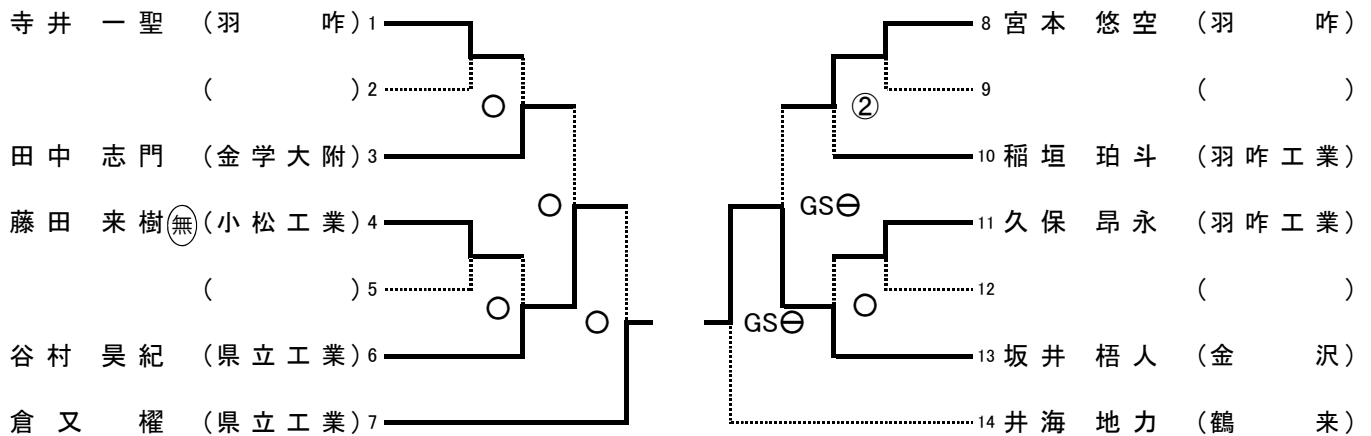 寺井 一聖 (羽 咋) 1
( ) 2
○
田中 志門 (金学大附) 3
○
藤田 来樹 無 (小松工業) 4
( ) 5
○
○
谷村 昊紀 (県立工業) 6
倉又 櫂 (県立工業) 7
8 宮本 悠空 (羽 咋)
9 ( )
②
10 稲垣 珀斗 (羽咋工業)
GS⊖
11 久保 昂永 (羽咋工業)
12 ( )
○
GS⊖
13 坂井 梧人 (金 沢)
14 井海 地力 (鶴 来)